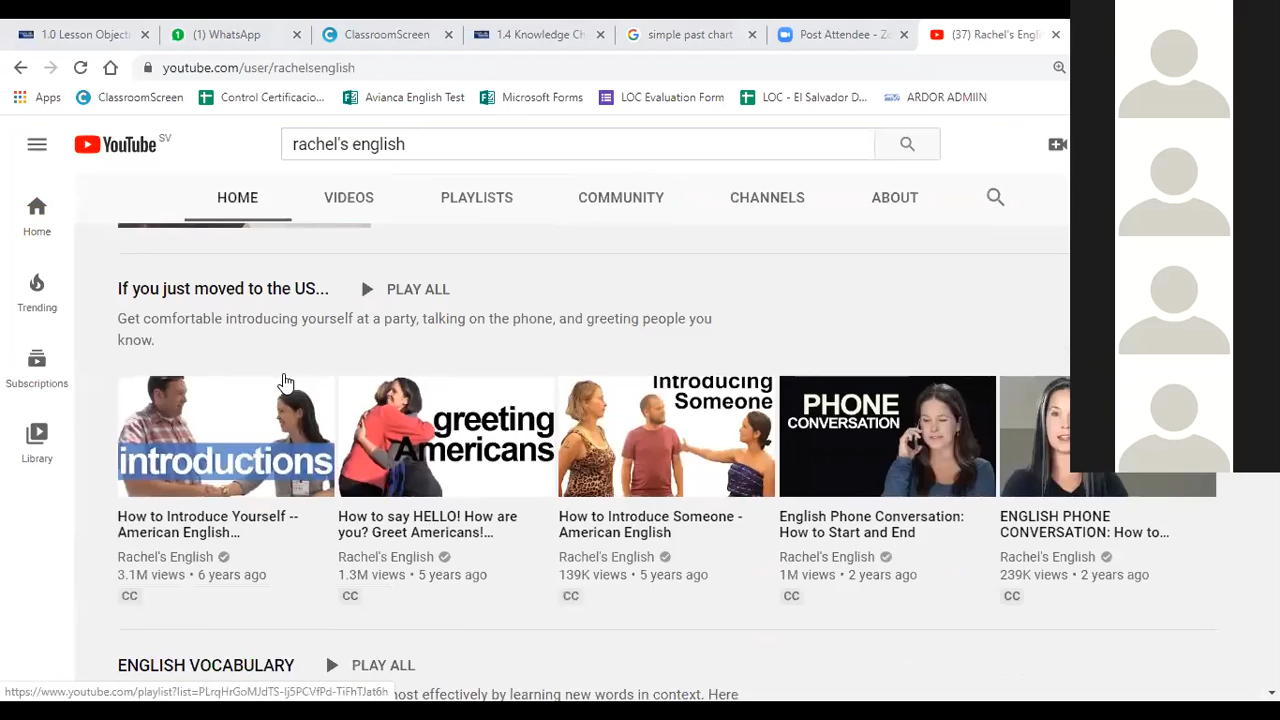 1.0 Lesson Objecti
(1) WhatsApp
ClassroomScreen
1.4 Knowledge Ch
simple past chart
Post Attendee - Zo
(37) Rachel's Engli
youtube.com/user/rachelsenglish
Apps
ClassroomScreen
Control Certificacio...
Avianca English Test
Microsoft Forms
LOC Evaluation Form
LOC - El Salvador D...
ARDOR ADMIIN
YouTube SV
rachel's english
HOME
VIDEOS
PLAYLISTS
COMMUNITY
CHANNELS
ABOUT
Home
Trending
Subscriptions
Library
If you just moved to the US...
PLAY ALL
Get comfortable introducing yourself at a party, talking on the phone, and greeting people you
know.
introductions
greeting
Americans
Introducing
Someone
PHONE
CONVERSATION
How to Introduce Yourself --
American English...
Rachel's English
3.1M views • 6 years ago
CC
How to say HELLO! How are
you? Greet Americans!...
Rachel's English
1.3M views • 5 years ago
CC
How to Introduce Someone -
American English
Rachel's English
139K views • 5 years ago
CC
English Phone Conversation:
How to Start and End
Rachel's English
1M views • 2 years ago
CC
ENGLISH PHONE
CONVERSATION: How to...
Rachel's English
239K views • 2 years ago
CC
ENGLISH VOCABULARY
PLAY ALL
most effectively by learning new words in context. Here